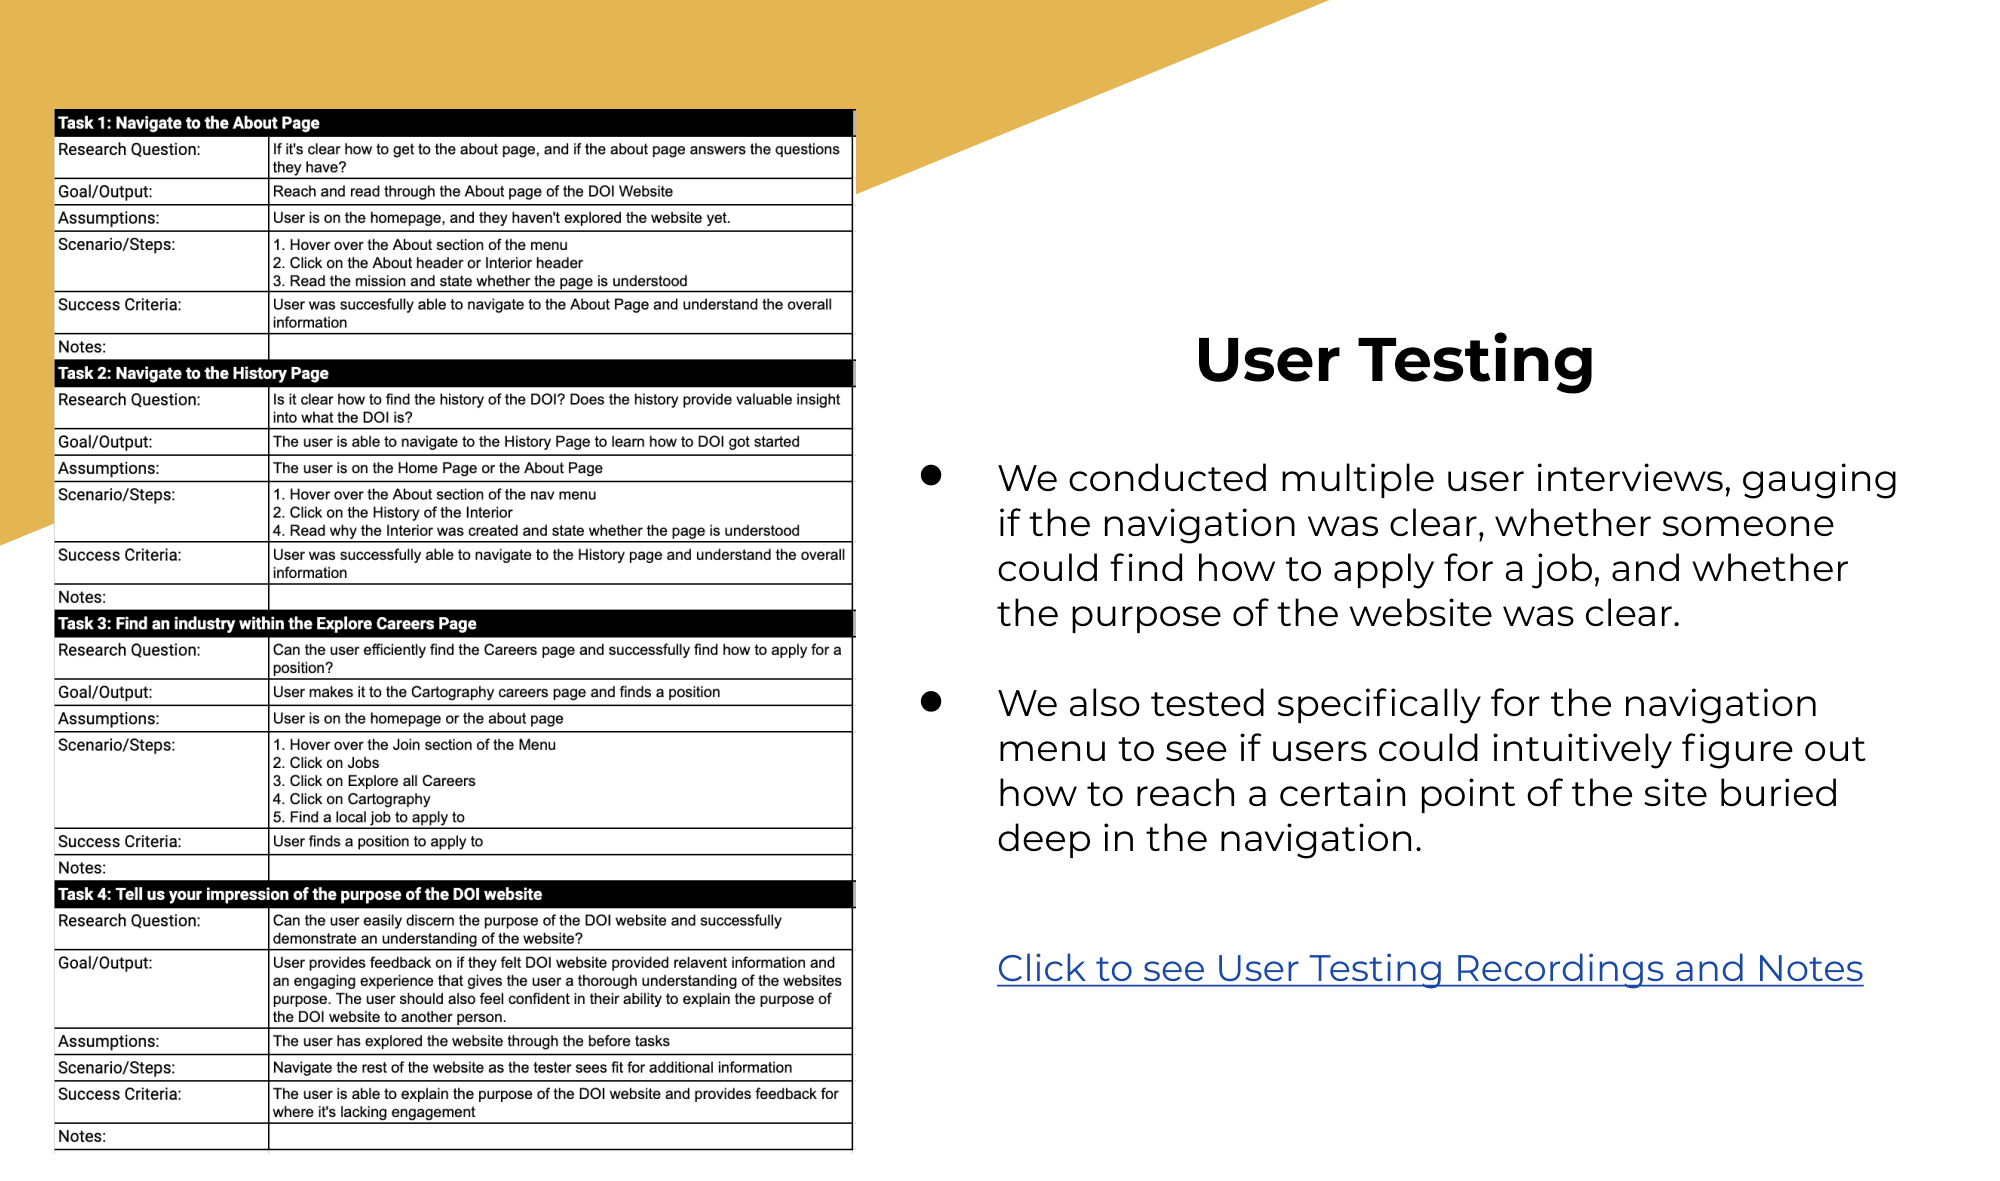 Task 1: Navigate to the About Page
Research Question: If it's clear how to get to the about page, and if the about page answers the questions
they have?
Goal/Output: Reach and read through the About page of the DOI Website
Assumptions: User is on the homepage, and they haven't explored the website yet.
Scenario/Steps: 1. Hover over the About section of the menu
2. Click on the About header or Interior header
3. Read the mission and state whether the page is understood
Success Criteria: User was succesfully able to navigate to the About Page and understand the overall
information
Notes:
Task 2: Navigate to the History Page
Research Question: Is it clear how to find the history of the DOI? Does the history provide valuable insight
into what the DOI is?
Goal/Output: The user is able to navigate to the History Page to learn how to DOI got started
Assumptions: The user is on the Home Page or the About Page
Scenario/Steps: 1. Hover over the About section of the nav menu
2. Click on the History of the Interior
4. Read why the Interior was created and state whether the page is understood
Success Criteria: User was successfully able to navigate to the History page and understand the overall
information
Notes:
Task 3: Find an industry within the Explore Careers Page
Research Question: Can the user efficiently find the Careers page and successfully find how to apply for a
position?
Goal/Output: User makes it to the Cartography careers page and finds a position
Assumptions: User is on the homepage or the about page
Scenario/Steps: 1. Hover over the Join section of the Menu
2. Click on Jobs
3. Click on Explore all Careers
4. Click on Cartography
5. Find a local job to apply to
Success Criteria: User finds a position to apply to
Notes:
Task 4: Tell us your impression of the purpose of the DOI website
Research Question: Can the user easily discern the purpose of the DOI website and successfully
demonstrate an understanding of the website?
Goal/Output: User provides feedback on if they felt DOI website provided relavent information and
an engaging experience that gives the user a thorough understanding of the websites
purpose. The user should also feel confident in their ability to explain the purpose of
the DOI website to another person.
Assumptions: The user has explored the website through the before tasks
Scenario/Steps: Navigate the rest of the website as the tester sees fit for additional information
Success Criteria: The user is able to explain the purpose of the DOI website and provides feedback for
where it's lacking engagement
Notes:
User Testing
● We conducted multiple user interviews, gauging
if the navigation was clear, whether someone
could find how to apply for a job, and whether
the purpose of the website was clear.
● We also tested specifically for the navigation
menu to see if users could intuitively figure out
how to reach a certain point of the site buried
deep in the navigation.
Click to see User Testing Recordings and Notes